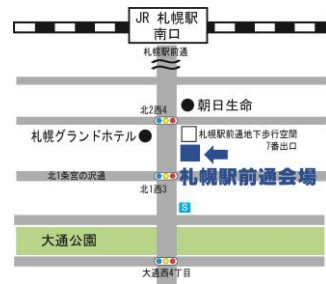 JR 札幌駅
南口
札幌駅前通
北2西4
朝日生命
札幌グランドホテル
札幌駅前通地下歩行空間
7番出口
札幌駅前通会場
北1条宮の沢通
北1西3
S
大通公園
大通西4丁目